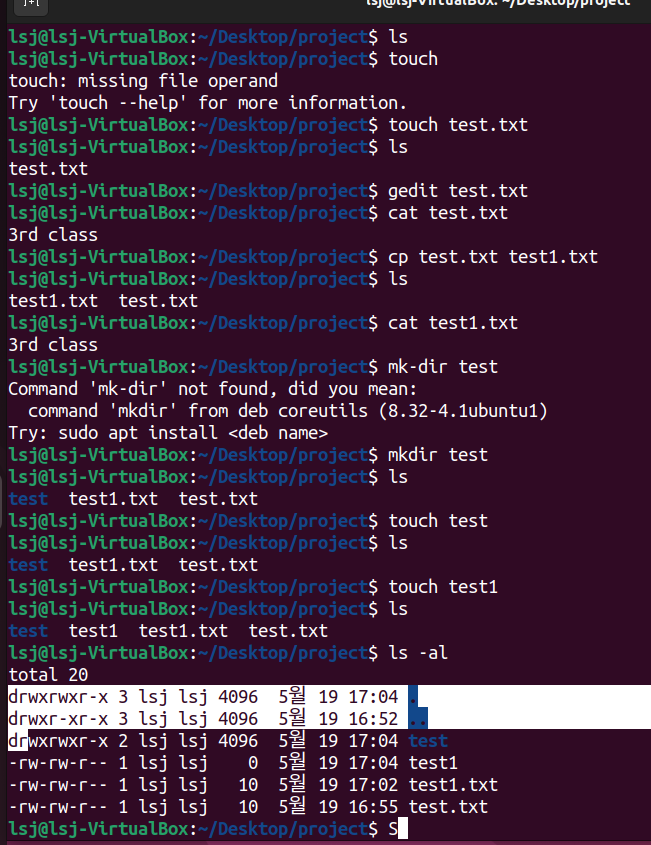 lsj@lsj-VirtualBox: ~/Desktop/project
lsj@lsj-VirtualBox:~/Desktop/project$ ls
lsj@lsj-VirtualBox:~/Desktop/project$ touch
touch: missing file operand
Try 'touch --help' for more information.
lsj@lsj-VirtualBox:~/Desktop/project$ touch test.txt
lsj@lsj-VirtualBox:~/Desktop/project$ ls
test.txt
lsj@lsj-VirtualBox:~/Desktop/project$ gedit test.txt
lsj@lsj-VirtualBox:~/Desktop/project$ cat test.txt
3rd class
lsj@lsj-VirtualBox:~/Desktop/project$ cp test.txt test1.txt
lsj@lsj-VirtualBox:~/Desktop/project$ ls
test1.txt  test.txt
lsj@lsj-VirtualBox:~/Desktop/project$ cat test1.txt
3rd class
lsj@lsj-VirtualBox:~/Desktop/project$ mk-dir test
Command 'mk-dir' not found, did you mean:
  command 'mkdir' from deb coreutils (8.32-4.1ubuntu1)
Try: sudo apt install <deb name>
lsj@lsj-VirtualBox:~/Desktop/project$ mkdir test
lsj@lsj-VirtualBox:~/Desktop/project$ ls
test  test1.txt  test.txt
lsj@lsj-VirtualBox:~/Desktop/project$ touch test
lsj@lsj-VirtualBox:~/Desktop/project$ ls
test  test1.txt  test.txt
lsj@lsj-VirtualBox:~/Desktop/project$ touch test1
lsj@lsj-VirtualBox:~/Desktop/project$ ls
test  test1  test1.txt  test.txt
lsj@lsj-VirtualBox:~/Desktop/project$ ls -al
total 20
drwxrwxr-x 3 lsj lsj 4096  5월 19 17:04 .
drwxr-xr-x 3 lsj lsj 4096  5월 19 16:52 ..
drwxrwxr-x 2 lsj lsj 4096  5월 19 17:04 test
-rw-rw-r-- 1 lsj lsj    0  5월 19 17:04 test1
-rw-rw-r-- 1 lsj lsj   10  5월 19 17:02 test1.txt
-rw-rw-r-- 1 lsj lsj   10  5월 19 16:55 test.txt
lsj@lsj-VirtualBox:~/Desktop/project$ S